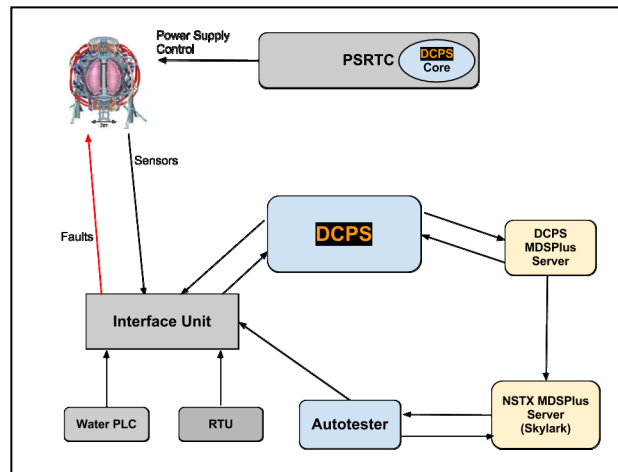 Power Supply
Control
PSRTC
DCPS
Core
2m
Sensors
Faults
DCPS
DCPS
MDSPlus
Server
Interface Unit
Water PLC
RTU
Autotester
NSTX MDSPlus
Server
(Skylark)